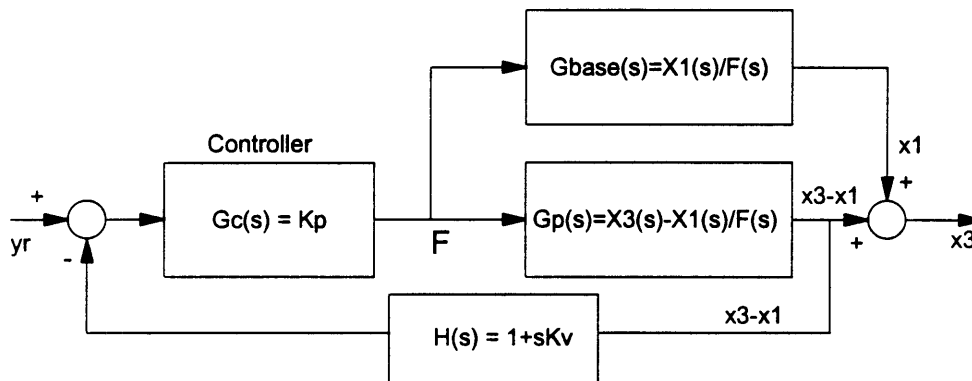 Gbase(s)=X1(s)/F(s)
Controller
x1
+
+
x3-x1
Gc(s) = Kp
Gp(s)=X3(s)-X1(s)/F(s)
yr
-
F
+
x3
x3-x1
H(s) = 1+sKv